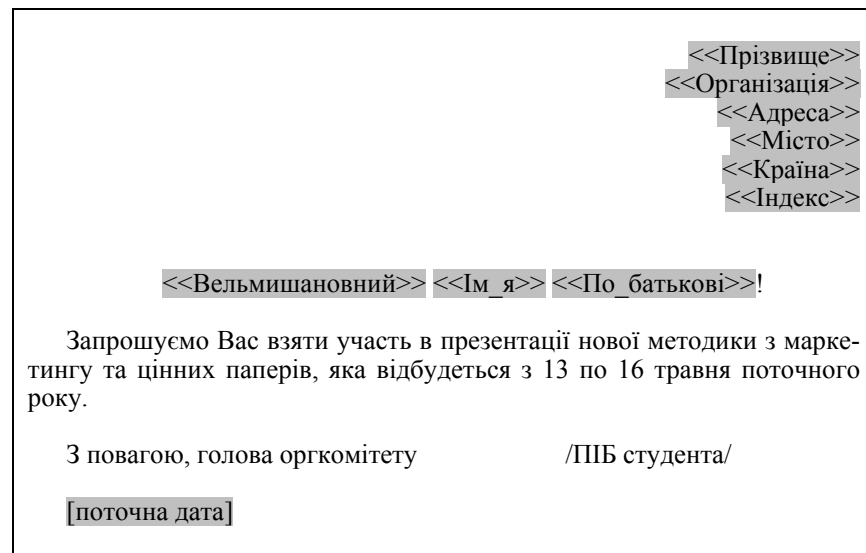 <<Прізвище>>
<<Організація>>
<<Адреса>>
<<Місто>>
<<Країна>>
<<Індекс>>
<<Вельмишановний>> <<Ім_я>> <<По_батькові>>!
Запрошуємо Вас взяти участь в презентації нової методики з марке-
тингу та цінних паперів, яка відбудеться з 13 по 16 травня поточного
року.
З повагою, голова оргкомітету /ПІБ студента/
[поточна дата]